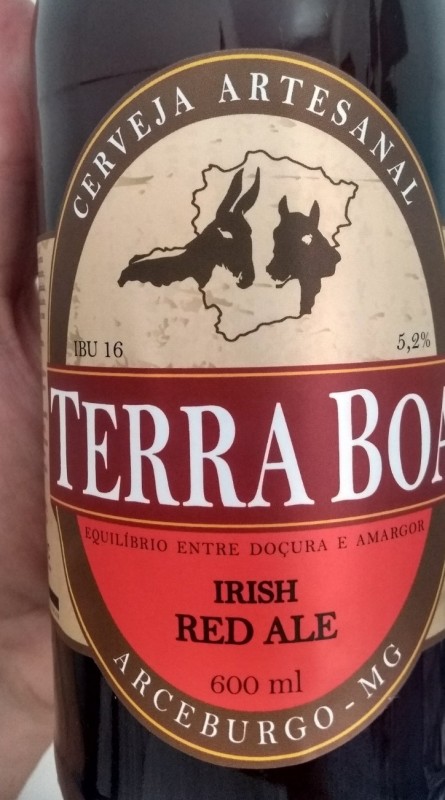 CERVEJA ARTESANAL
IBU 16
5,2%
TERRA BOA
EQUILÍBRIO ENTRE DOÇURA E AMARGOR
IRISH
RED ALE
600 ml
ARCEBURGO - MG